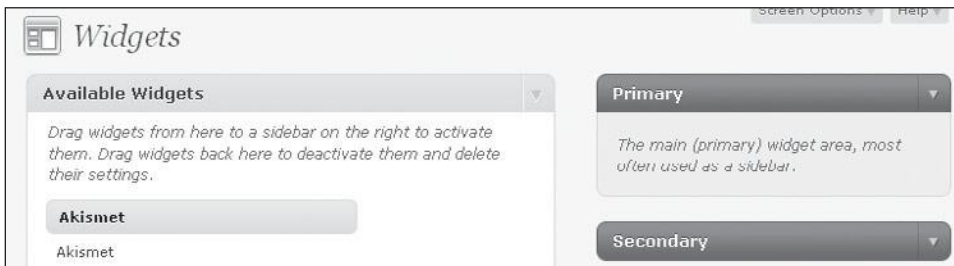 Screen Options
Help
Widgets
Available Widgets
Drag widgets from here to a sidebar on the right to activate
them. Drag widgets back here to deactivate them and delete
their settings.
Akismet
Akismet
Primary
The main (primary) widget area, most
often used as a sidebar.
Secondary